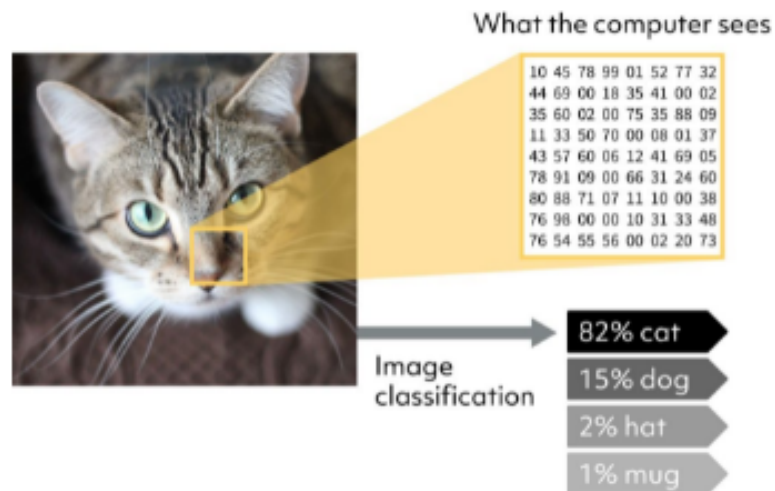 What the computer sees
10 45 78 99 01 52 77 32
44 69 00 18 35 41 00 02
35 60 02 00 75 35 88 09
11 33 50 70 00 08 01 37
43 57 60 06 12 41 69 05
78 91 09 00 66 31 24 60
80 88 71 07 11 10 00 38
76 98 00 00 10 31 33 48
76 54 55 56 00 02 20 73
82% cat
Image
classification
15% dog
2% hat
1% mug